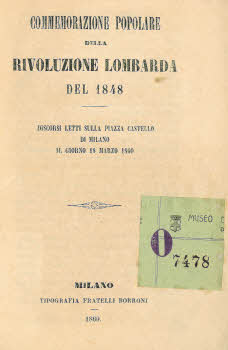 COMMEMORAZIONE POPOLARE
DELLA
RIVOLUZIONE LOMBARDA
DEL 1848
DISCORSI LETTI SULLA PIAZZA CASTELLO
DI MILANO
IL GIORNO 18 MARZO 1860
MUSEO
O
7478
MILANO
TIPOGRAFIA FRATELLI BORRONI
1860.